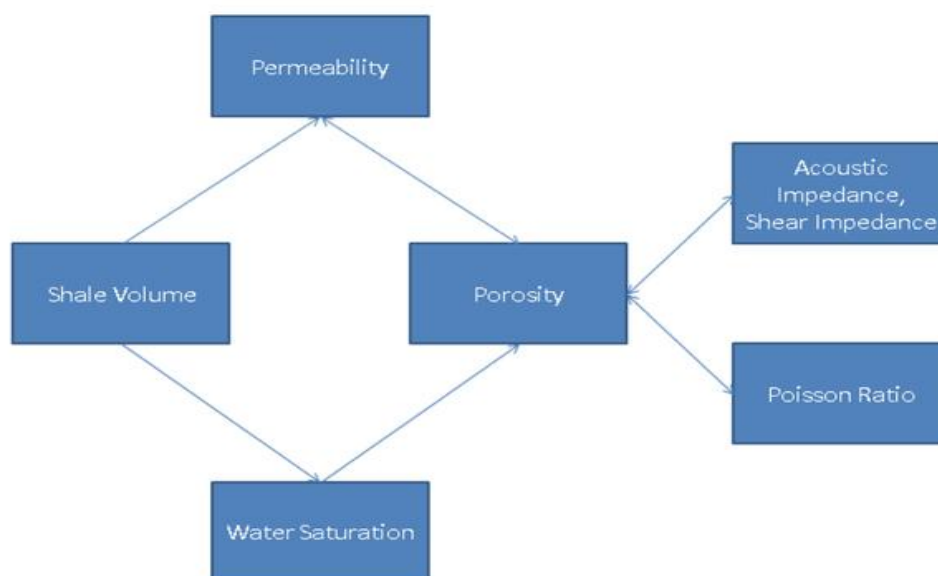 Permeability
Acoustic
Impedance,
Shear Impedance
Shale Volume
Porosity
Poisson Ratio
Water Saturation